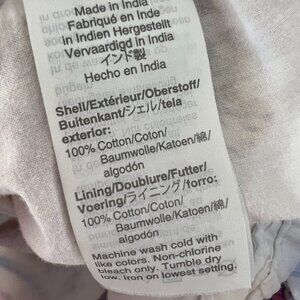 Made in India
Fabriqué en Inde
in Indien Hergestellt
Vervaardigd in India
インド製
Hecho en India
Shell/Extérieur/Oberstoff/
Buitenkant/シェル/tela
exterior:
100% Cotton/Coton/
Baumwolle/Katoen/綿/
algodón
Lining/Doublure/Futter/
Voering/ライニング/forro:
100% Cotton/Coton/
Baumwolle/Katoen/綿/
algodón
Machine wash cold with
like colors. Non-chlorine
bleach only. Tumble dry
low. Iron on lowest setting.